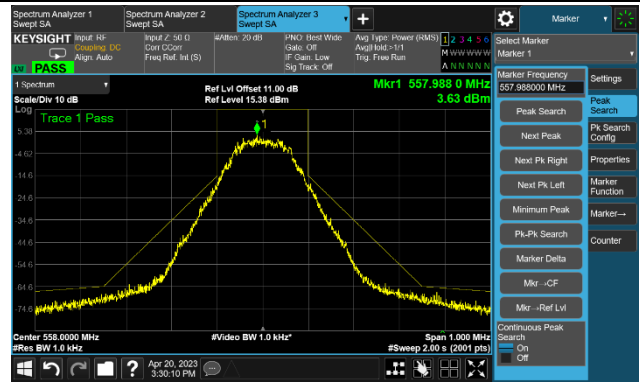 Spectrum Analyzer 1
Swept SA
Spectrum Analyzer 2
Swept SA
Spectrum Analyzer 3
Swept SA
+
Marker
KEYSIGHT
Input: RF
Coupling: DC
Align: Auto
Input Z: 50 Ω
Corr CCorr
Freq Ref: Int (S)
#Atten: 20 dB
PNO: Best Wide
Gate: Off
IF Gain: Low
Sig Track: Off
Avg Type: Power (RMS)
Avg|Hold:>1/1
Trig: Free Run
1 2 3 4 5 6
M W W W W W
A N N N N N
LXI
PASS
Select Marker
Marker 1
1 Spectrum
Scale/Div 10 dB
Ref Lvl Offset 11.00 dB
Ref Level 15.38 dBm
Mkr1 557.988 0 MHz
3.63 dBm
Log
Trace 1 Pass
1
5.38
-4.62
-14.6
-24.6
-34.6
-44.6
-54.6
-64.6
-74.6
Center 558.0000 MHz
#Res BW 1.0 kHz
#Video BW 1.0 kHz*
Span 1.000 MHz
#Sweep 2.00 s (2001 pts)
Marker Frequency
557.988000 MHz
Peak Search
Next Peak
Next Pk Right
Next Pk Left
Minimum Peak
Pk-Pk Search
Marker Delta
Mkr→CF
Mkr→Ref Lvl
Continuous Peak
Search
On
Off
Settings
Peak
Search
Pk Search
Config
Properties
Marker
Function
Marker→
Counter
?
Apr 20, 2023
3:30:10 PM